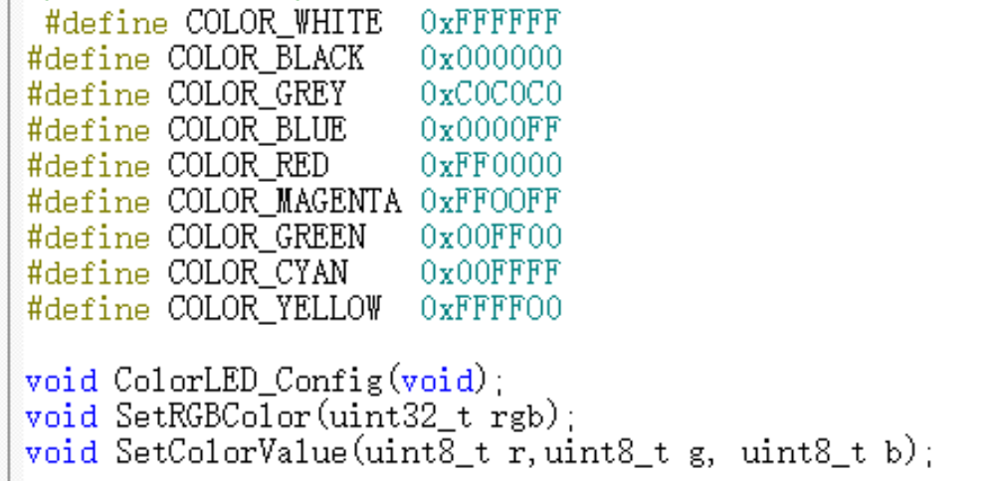 #define COLOR_WHITE 0xFFFFFF
#define COLOR_BLACK 0x000000
#define COLOR_GREY 0xC0C0C0
#define COLOR_BLUE 0x0000FF
#define COLOR_RED 0xFF0000
#define COLOR_MAGENTA 0xFF00FF
#define COLOR_GREEN 0x00FF00
#define COLOR_CYAN 0x00FFFF
#define COLOR_YELLOW 0xFFFF00
void ColorLED_Config(void);
void SetRGBColor(uint32_t rgb);
void SetColorValue(uint8_t r,uint8_t g, uint8_t b);